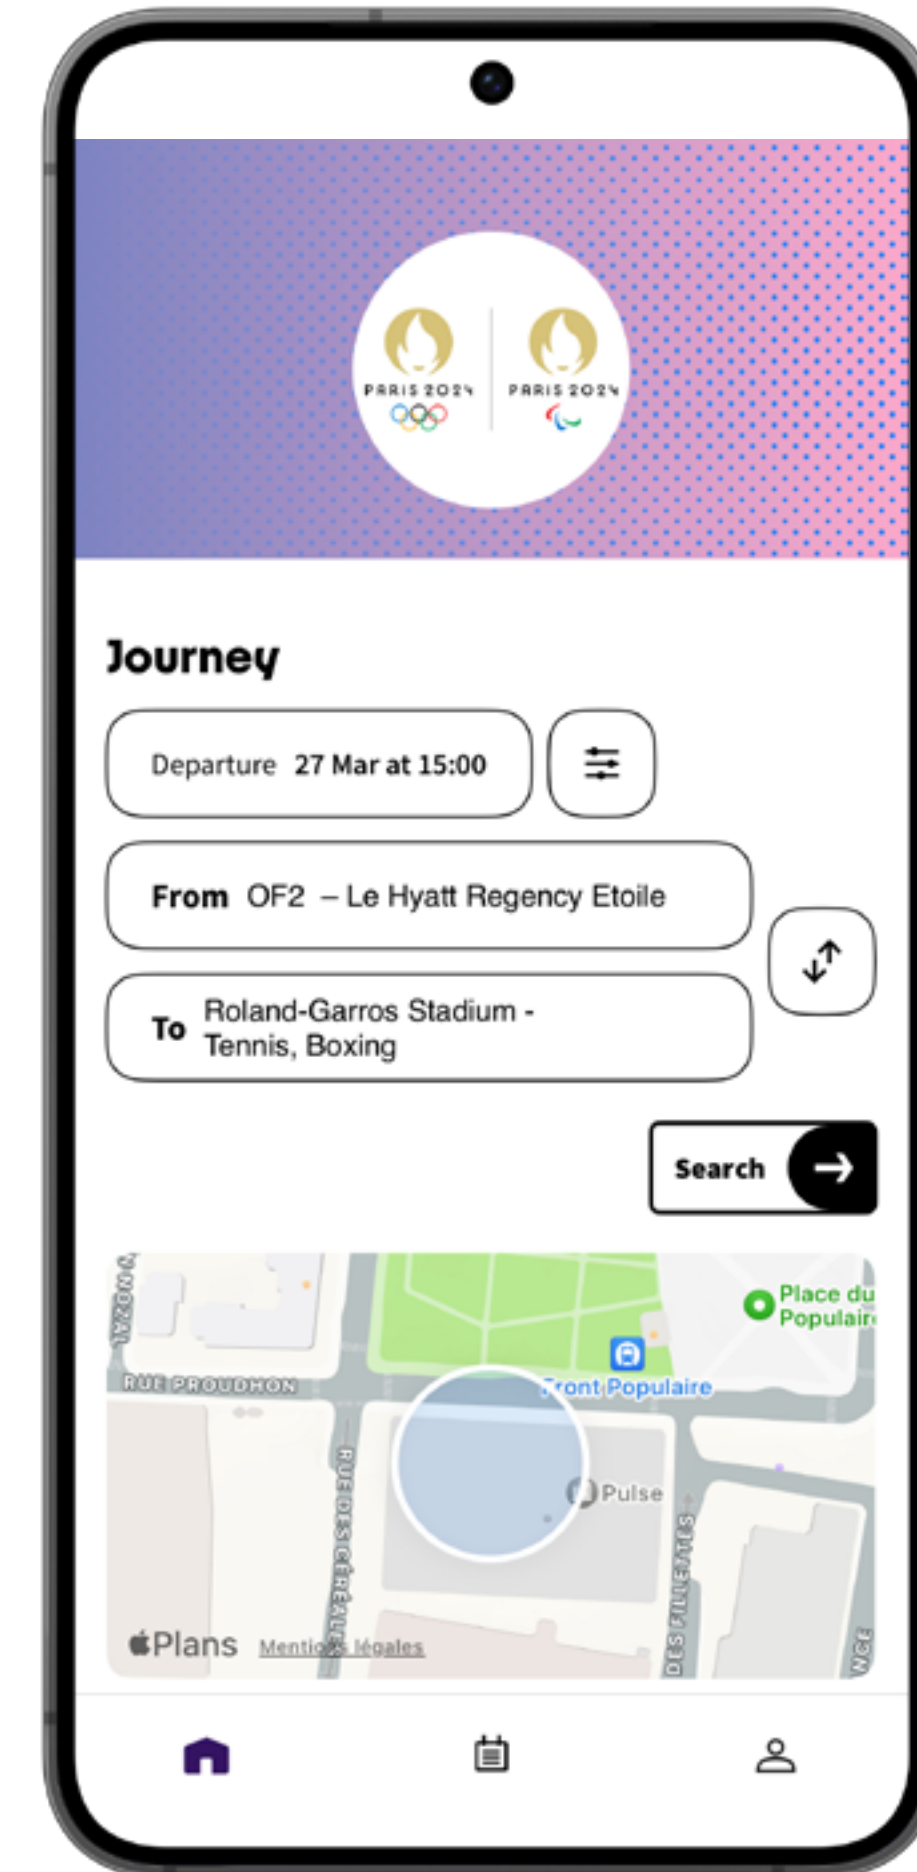 PARIS 2024
PARIS 2024
Journey
Departure 27 Mar at 15:00
From OF2 – Le Hyatt Regency Etoile
To Roland-Garros Stadium -
Tennis, Boxing
Search
Place du
Populair
NOZAL
Front Populaire
RUE PROUDHON
RUE DES CÉRÉALES
Pulse
DES FILLETTES
NCE
Plans
Mentions légales